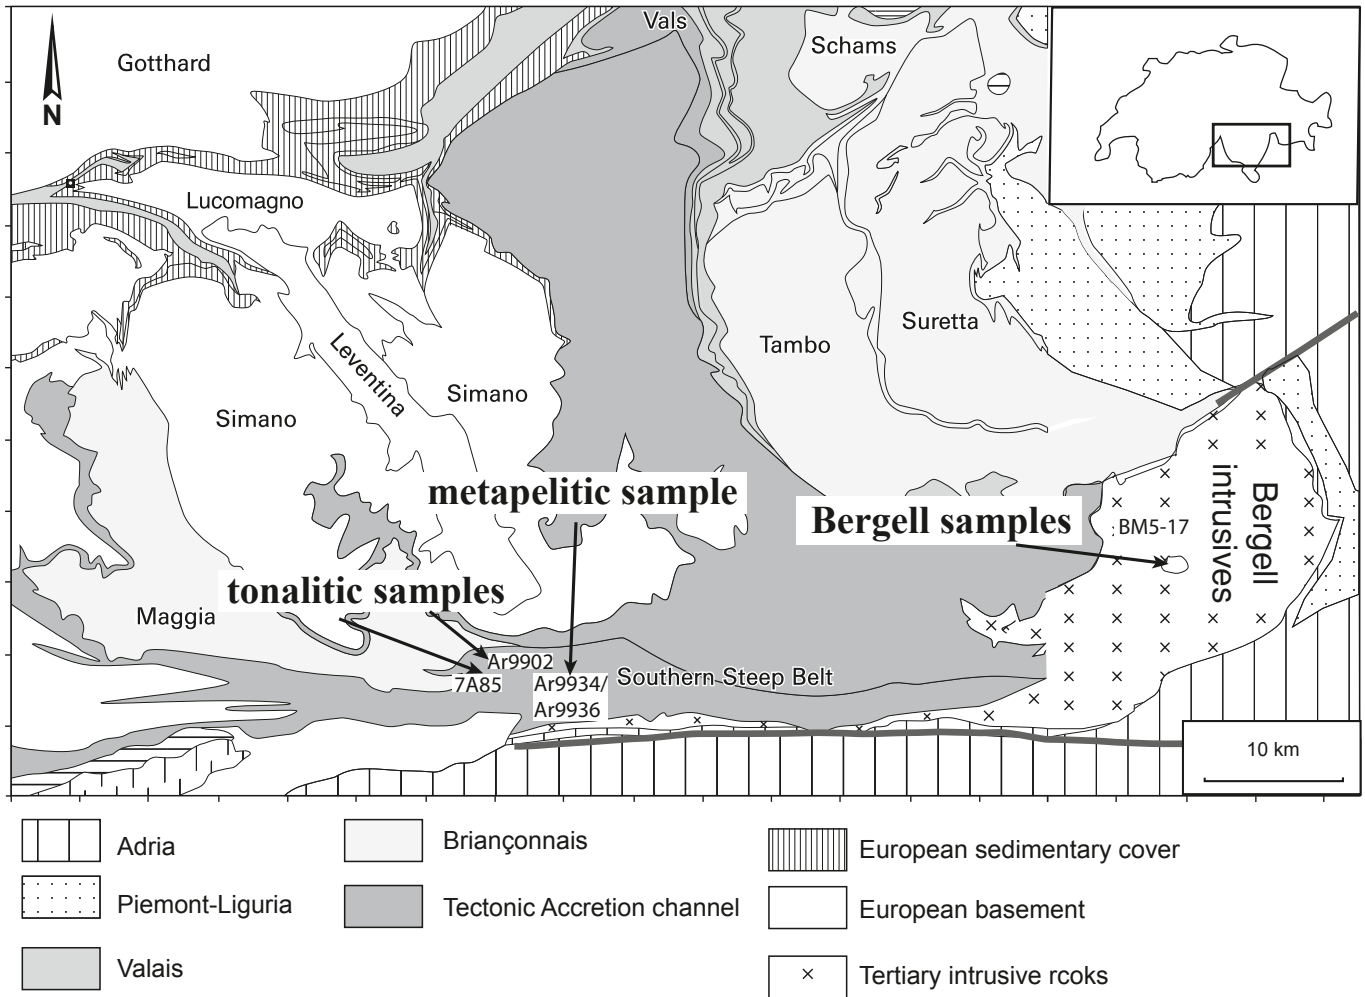 Vals
Schams
Gotthard
N
Lucomagno
Leventina
Suretta
Tambo
Simano
Simano
metapelitic sample
Bergell samples
BM5-17
Bergell
intrusives
tonalitic samples
Maggia
Ar9902
7A85
Ar9934/
Ar9936
Southern Steep Belt
10 km
Adria
Briançonnais
European sedimentary cover
Piemont-Liguria
Tectonic Accretion channel
European basement
Valais
Tertiary intrusive rcoks